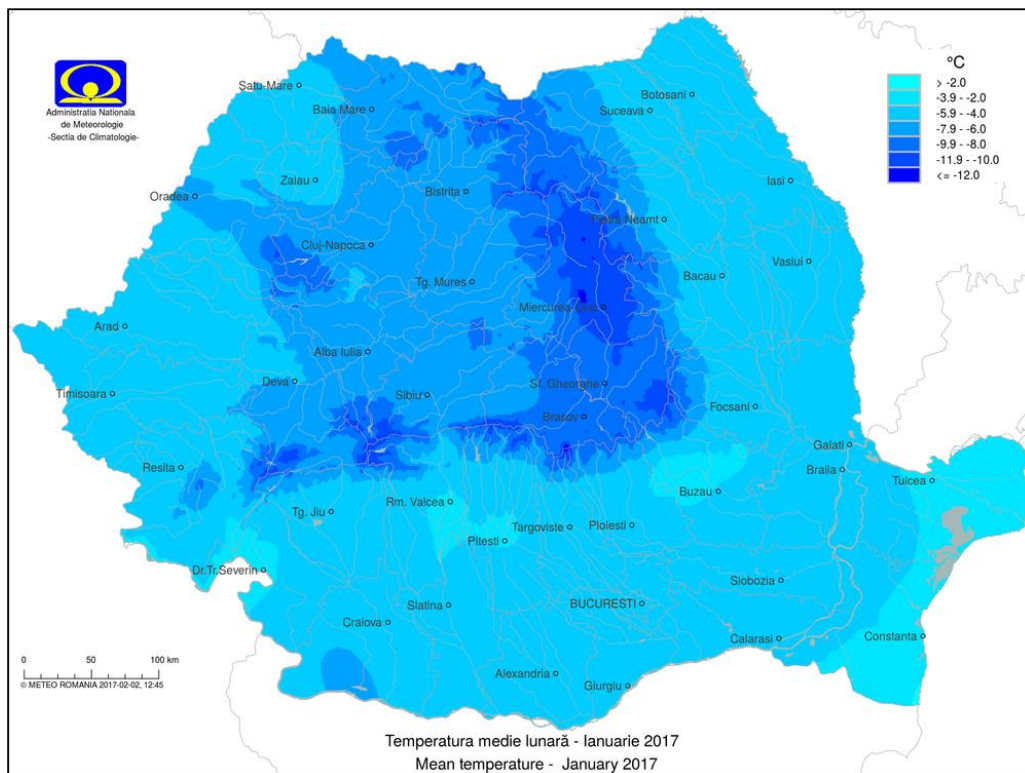 °C
> -2.0
-3.9 - -2.0
-5.9 - -4.0
-7.9 - -6.0
-9.9 - -8.0
-11.9 - -10.0
<= -12.0
Administratia Nationala
de Meteorologie
-Sectia de Climatologie-
Satu-Mare
Botosani
Baia Mare
Suceava
Zalau
Iasi
Oradea
Bistrita
Piatra Neamt
Cluj-Napoca
Vaslui
Bacau
Tg. Mures
Miercurea Ciuc
Arad
Alba Iulia
Deva
Sf. Gheorghe
Timisoara
Sibiu
Focsani
Brasov
Galati
Resita
Braila
Tulcea
Buzau
Rm. Valcea
Tg. Jiu
Targoviste
Ploiesti
Pitesti
Dr.Tr.Severin
Slobozia
Slatina
BUCURESTI
Craiova
Calarasi
Constanta
Alexandria
Giurgiu
0 50 100 km
© METEO ROMANIA 2017-02-02, 12:45
Temperatura medie lunară - Ianuarie 2017
Mean temperature - January 2017